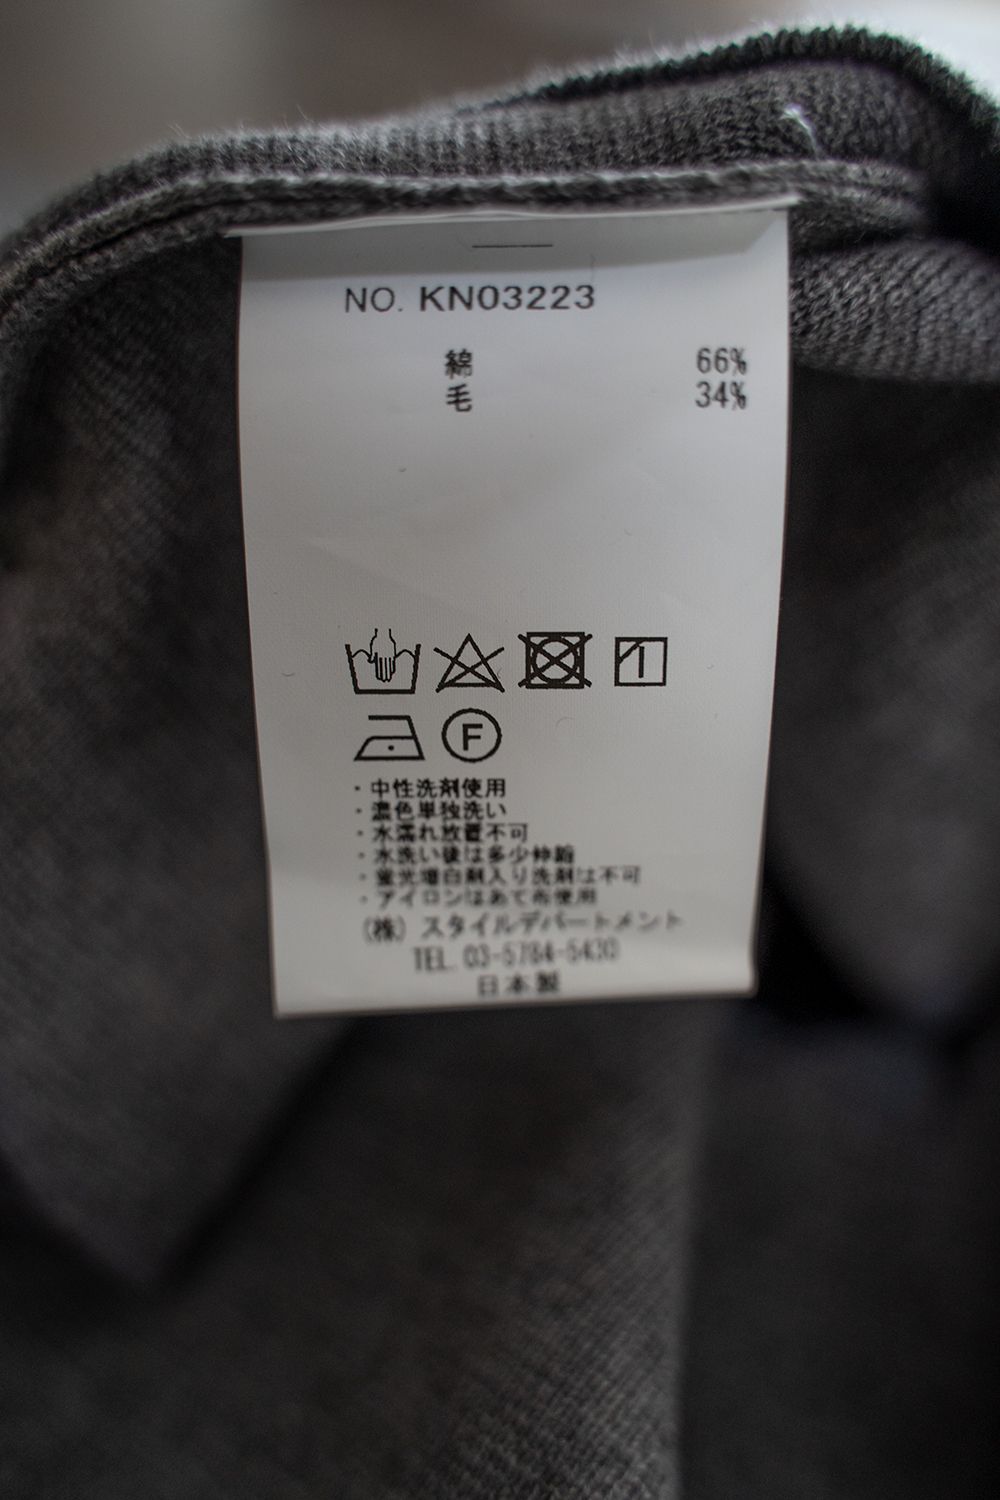 NO. KN03223
綿 66%
毛 34%
F
・中性洗剤使用
・濃色単独洗い
・水濡れ放置不可
・水洗い後は多少伸縮
・蛍光増白剤入り洗剤は不可
・アイロンはあて布使用
(株) スタイルデパートメント
TEL. 03-5784-5430
日本製